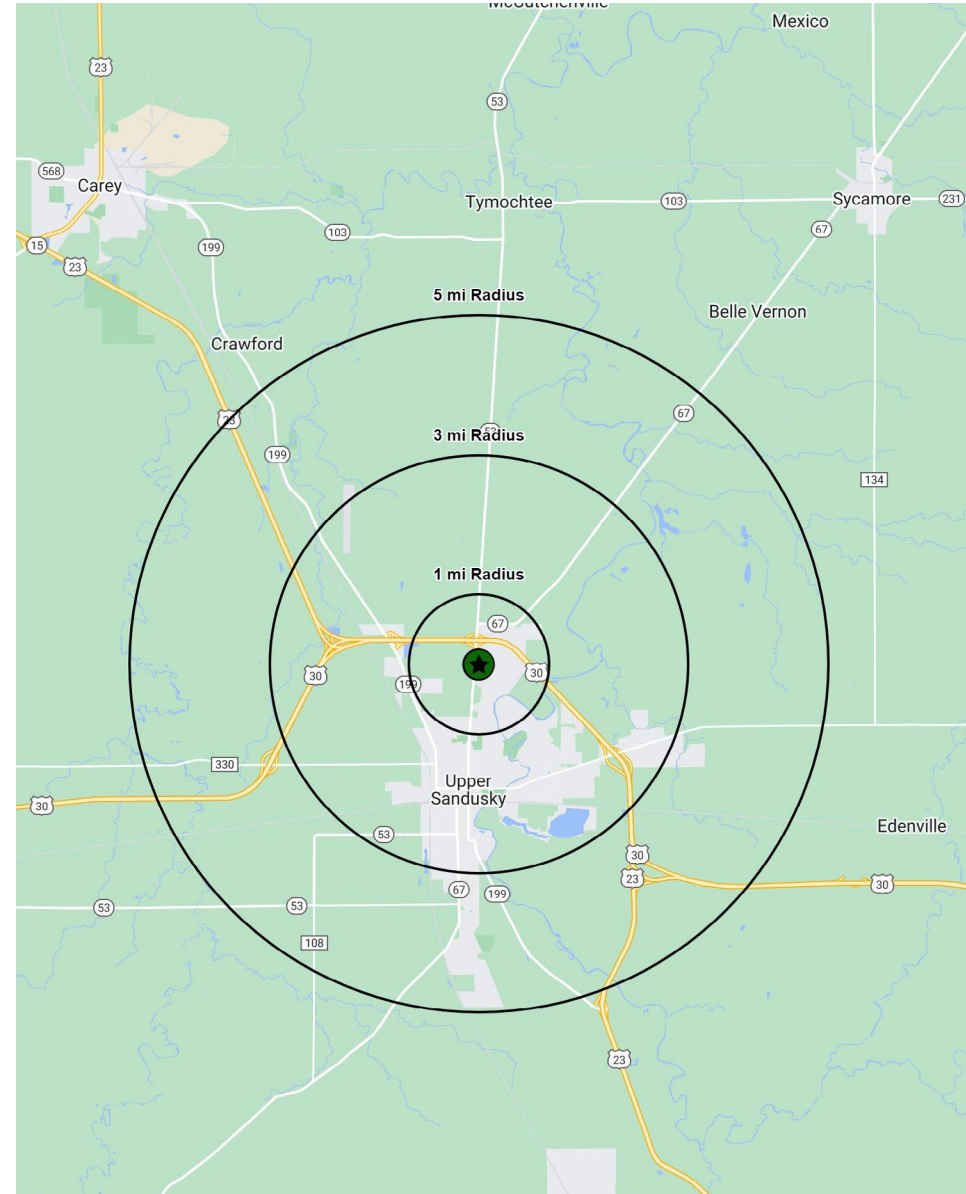 McCutchenville
Mexico
23
53
568
Carey
Tymochtee
103
Sycamore
231
15
23
199
103
67
5 mi Radius
Belle Vernon
Crawford
23
67
53
3 mi Radius
199
134
1 mi Radius
67
30
199
30
330
Upper
Sandusky
30
53
Edenville
30
23
30
67
199
53
53
108
23